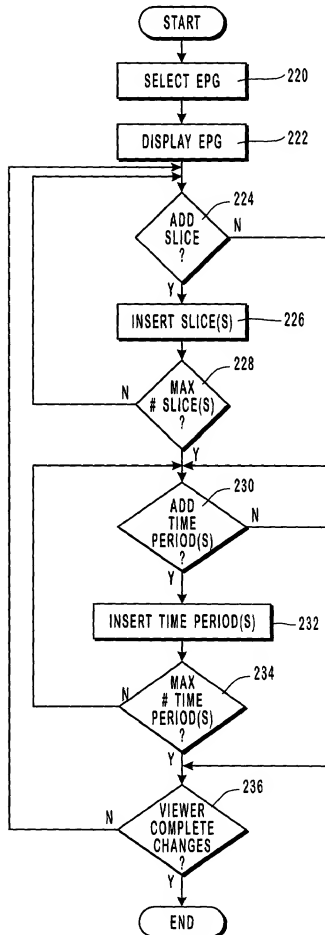 START
SELECT EPG
220
DISPLAY EPG
222
224
ADD
SLICE
?
N
Y
INSERT SLICE(S)
226
228
MAX
# SLICE(S)
?
N
Y
230
ADD
TIME
PERIOD(S)
?
N
Y
INSERT TIME PERIOD(S)
232
234
MAX
# TIME
PERIOD(S)
?
N
Y
236
VIEWER
COMPLETE
CHANGES
?
N
Y
END